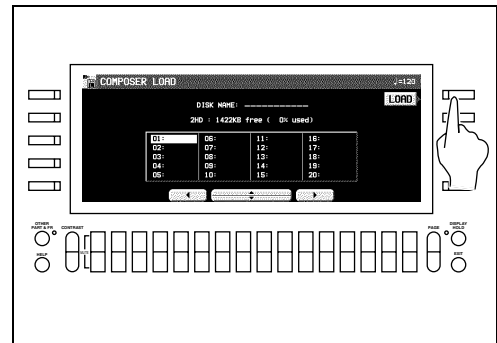 COMPOSER LOAD ♩=120
LOAD
DISK NAME: ____________
2HD : 1422KB free ( 0% used)
01: 06: 11: 16:
02: 07: 12: 17:
03: 08: 13: 18:
04: 09: 14: 19:
05: 10: 15: 20:
OTHER PART & FR
CONTRAST
PAGE
DISPLAY HOLD
HELP
EXIT